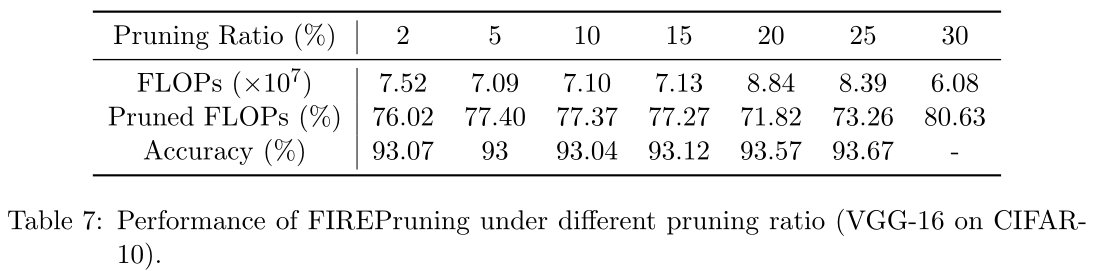 Pruning Ratio (%) 2 5 10 15 20 25 30
FLOPs (×10⁷) 7.52 7.09 7.10 7.13 8.84 8.39 6.08
Pruned FLOPs (%) 76.02 77.40 77.37 77.27 71.82 73.26 80.63
Accuracy (%) 93.07 93 93.04 93.12 93.57 93.67 -
Table 7: Performance of FIREPruning under different pruning ratio (VGG-16 on CIFAR-
10).